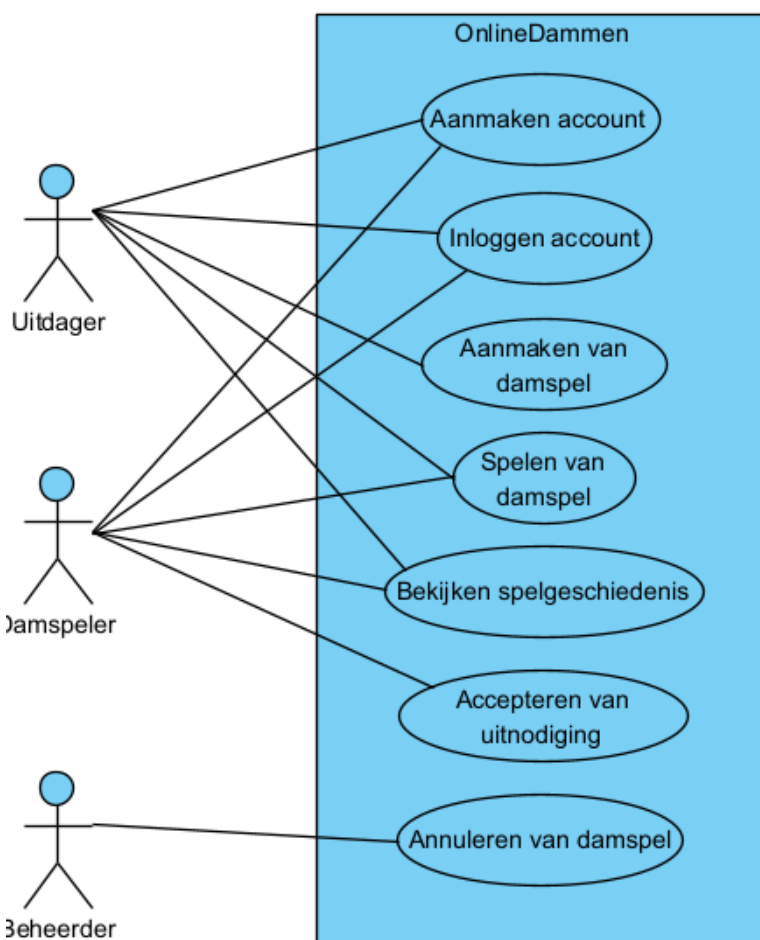 OnlineDammen
Aanmaken account
Inloggen account
Uitdager
Aanmaken van
damspel
Spelen van
damspel
Bekijken spelgeschiedenis
Damspeler
Accepteren van
uitnodiging
Annuleren van damspel
Beheerder